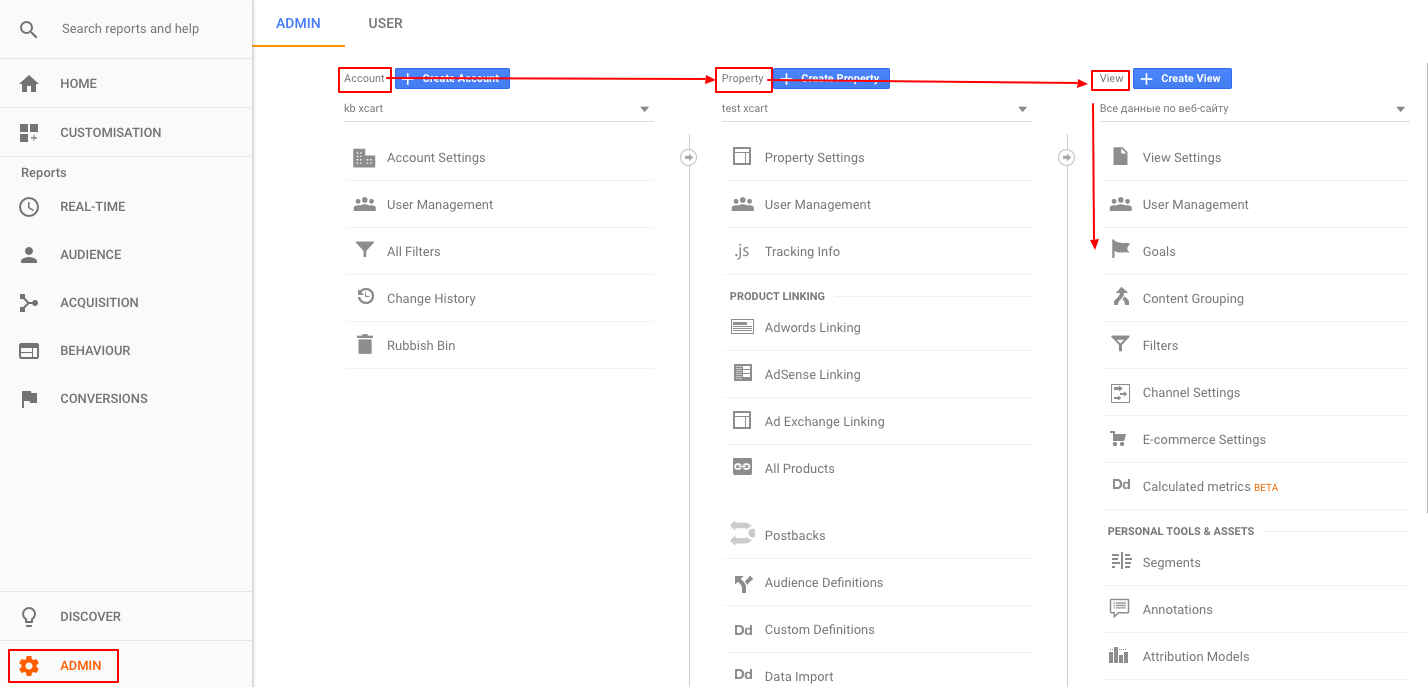 Search reports and help
HOME
CUSTOMISATION
Reports
REAL-TIME
AUDIENCE
ACQUISITION
BEHAVIOUR
CONVERSIONS
DISCOVER
ADMIN
ADMIN
USER
Account
+ Create Account
kb xcart
Account Settings
User Management
All Filters
Change History
Rubbish Bin
Property
+ Create Property
test xcart
Property Settings
User Management
.js Tracking Info
PRODUCT LINKING
Adwords Linking
AdSense Linking
Ad Exchange Linking
All Products
Postbacks
Audience Definitions
Dd Custom Definitions
Dd Data Import
View
+ Create View
Все данные по веб-сайту
View Settings
User Management
Goals
Content Grouping
Filters
Channel Settings
E-commerce Settings
Dd Calculated metrics BETA
PERSONAL TOOLS & ASSETS
Segments
Annotations
Attribution Models